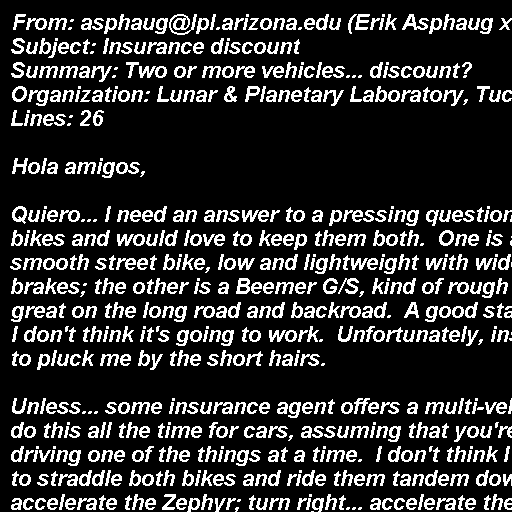 From: asphaug@lpl.arizona.edu (Erik Asphaug x
Subject: Insurance discount
Summary: Two or more vehicles... discount?
Organization: Lunar & Planetary Laboratory, Tuc
Lines: 26

Hola amigos,

Quiero... I need an answer to a pressing question
bikes and would love to keep them both.  One is a
smooth street bike, low and lightweight with wid
brakes; the other is a Beemer G/S, kind of rough
great on the long road and backroad.  A good sta
I don't think it's going to work.  Unfortunately, in
to pluck me by the short hairs.

Unless... some insurance agent offers a multi-veh
do this all the time for cars, assuming that you're
driving one of the things at a time.  I don't think I
to straddle both bikes and ride them tandem dow
accelerate the Zephyr; turn right... accelerate the